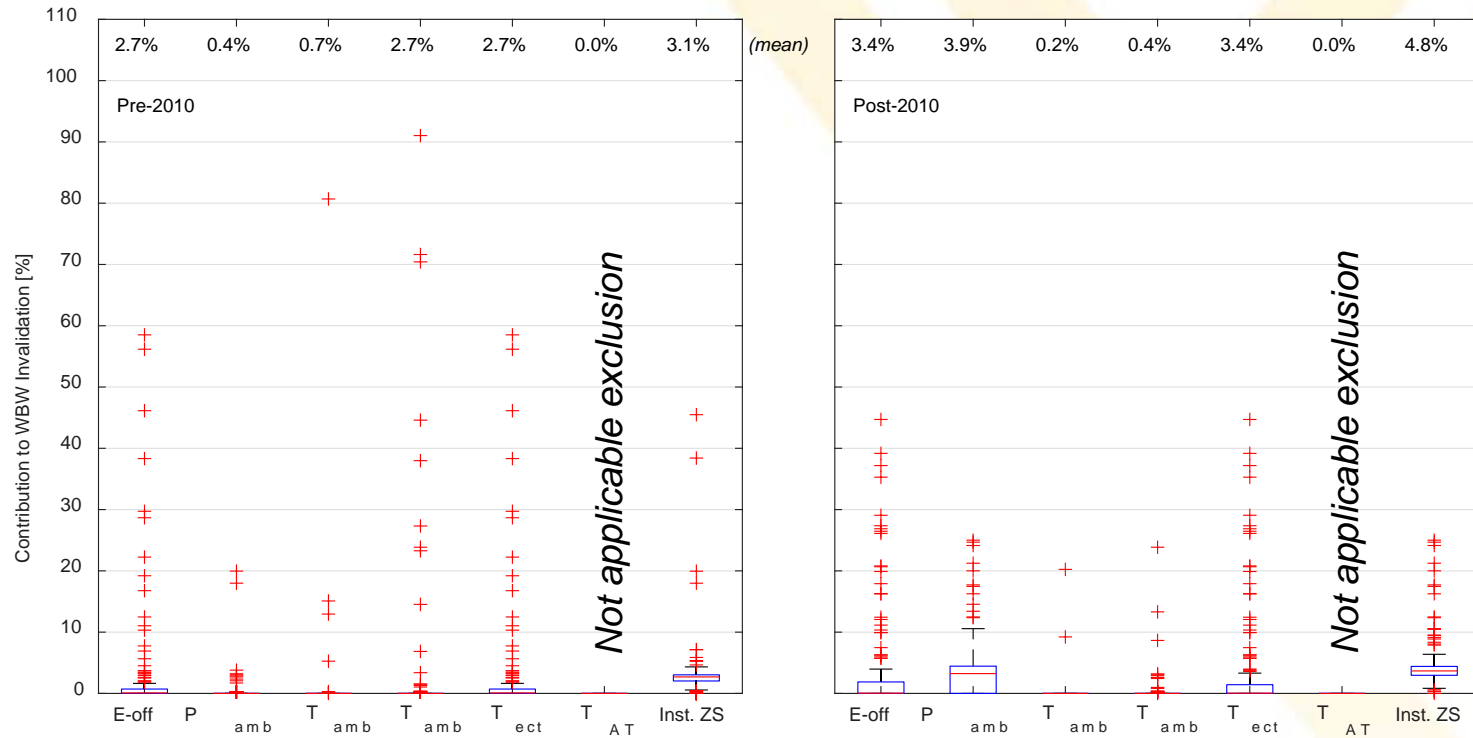 110
2.7% 0.4% 0.7% 2.7% 2.7% 0.0% 3.1% (mean) 3.4% 3.9% 0.2% 0.4% 3.4% 0.0% 4.8%
100
Pre-2010 Post-2010
90
80
70
60
50
40
30
20
10
0
Contribution to WBW Invalidation [%]
Not applicable exclusion
Not applicable exclusion
E-off P amb T amb T amb T ect T AT Inst. ZS
E-off P amb T amb T amb T ect T AT Inst. ZS